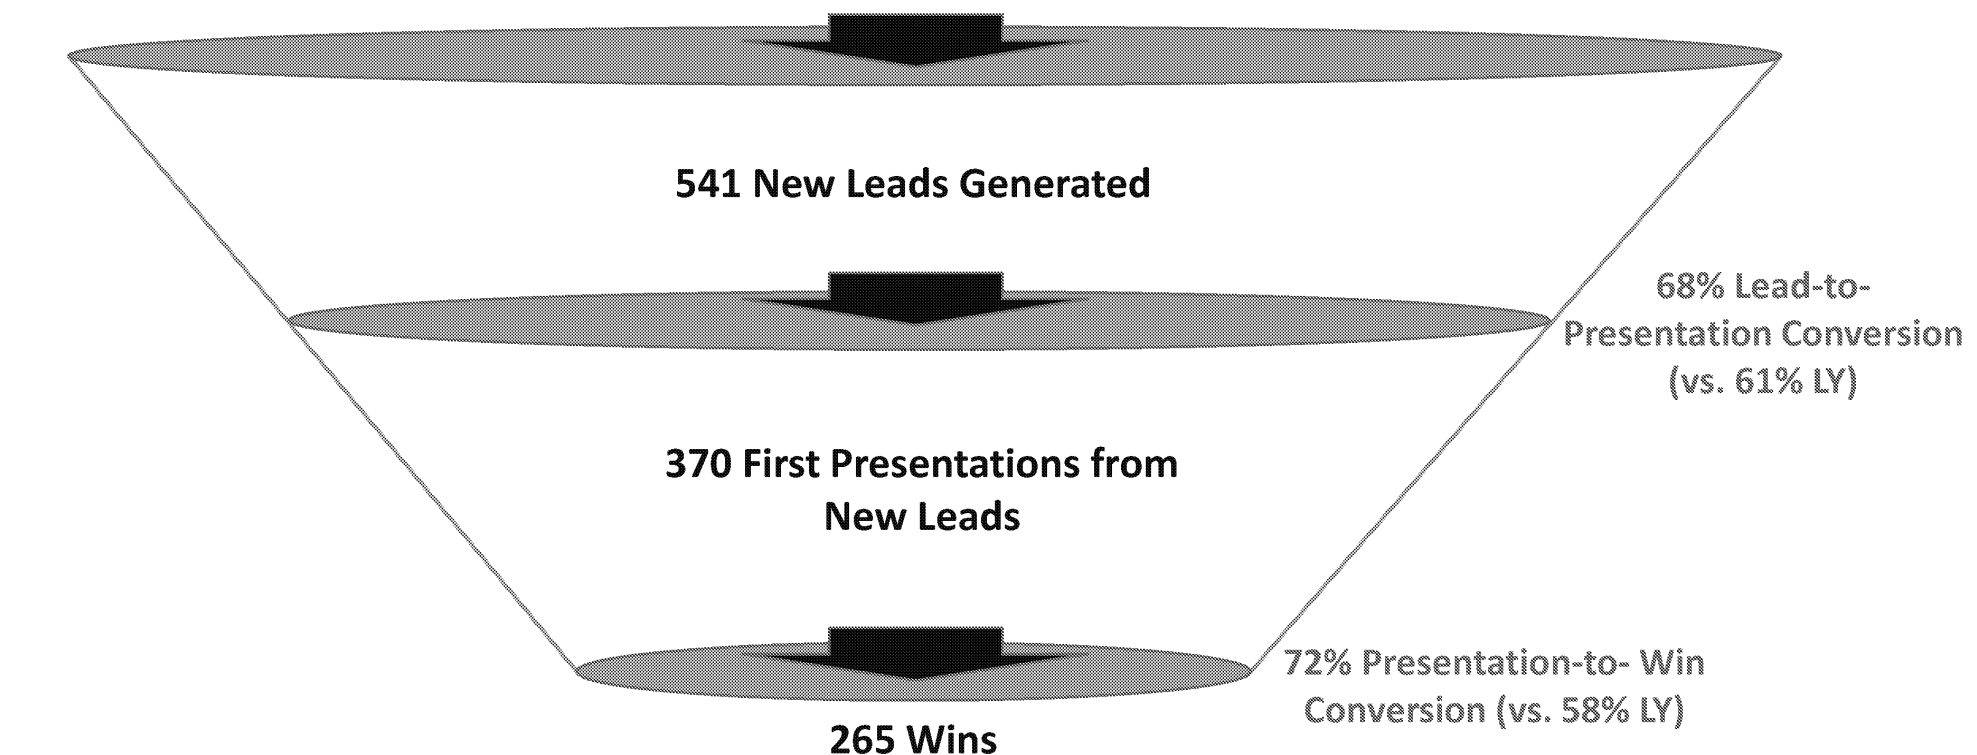 541 New Leads Generated
68% Lead-to-
Presentation Conversion
(vs. 61% LY)
370 First Presentations from
New Leads
72% Presentation-to- Win
Conversion (vs. 58% LY)
265 Wins